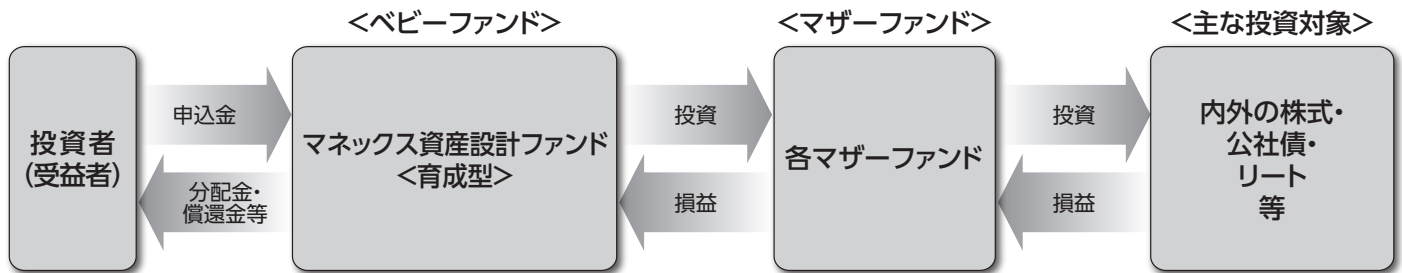 <ベビーファンド>
<マザーファンド>
<主な投資対象>
投資者
(受益者)
申込金
分配金・
償還金等
マネックス資産設計ファンド
<育成型>
投資
損益
各マザーファンド
投資
損益
内外の株式・
公社債・
リート
等